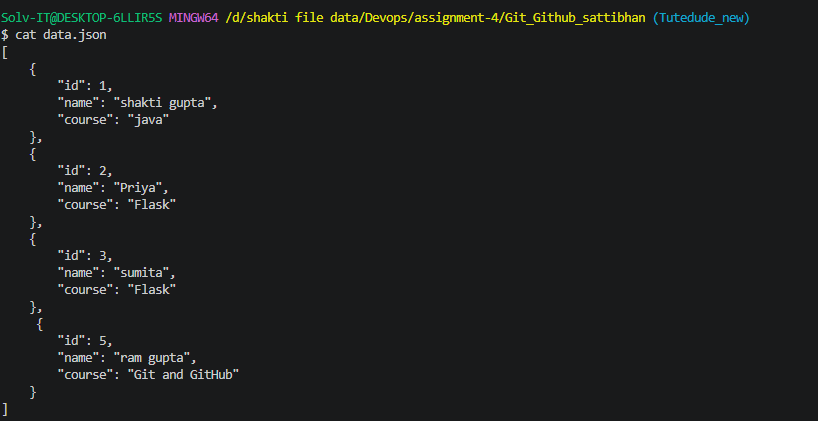 Solv-IT@DESKTOP-6LLIR5S MINGW64 /d/shakti file data/Devops/assignment-4/Git_Github_sattibhan (Tutedude_new)
$ cat data.json
[
    {
        "id": 1,
        "name": "shakti gupta",
        "course": "java"
    },
    {
        "id": 2,
        "name": "Priya",
        "course": "Flask"
    },
    {
        "id": 3,
        "name": "sumita",
        "course": "Flask"
    },
     {
        "id": 5,
        "name": "ram gupta",
        "course": "Git and GitHub"
    }
]